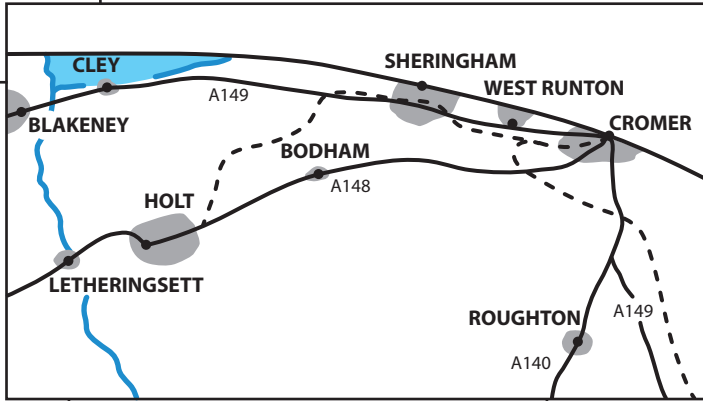 SHERINGHAM
CLEY
WEST RUNTON
A149
CROMER
BLAKENEY
BODHAM
A148
HOLT
LETHERINGSETT
A149
ROUGHTON
A140